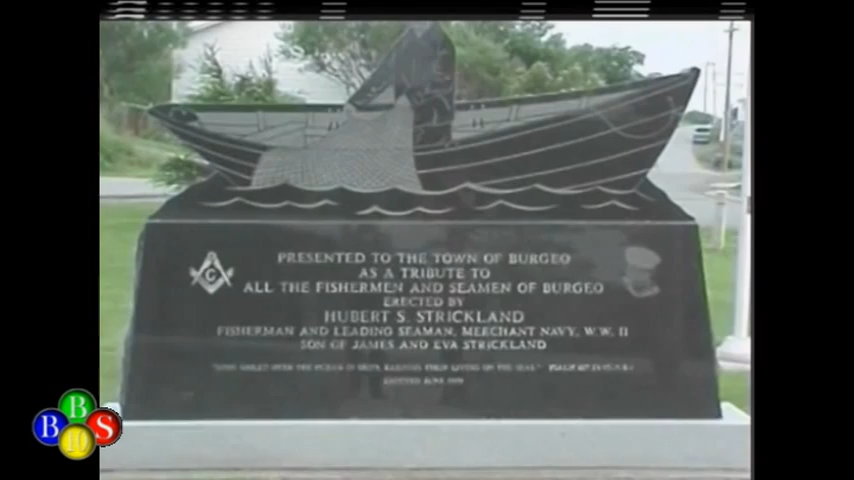 PRESENTED TO THE TOWN OF BURGEO
AS A TRIBUTE TO
G
ALL THE FISHERMEN AND SEAMEN OF BURGEO
ERECTED BY
HUBERT S. STRICKLAND
FISHERMAN AND LEADING SEAMAN, MERCHANT NAVY, W.W. II
SON OF JAMES AND EVA STRICKLAND
B
B S
10